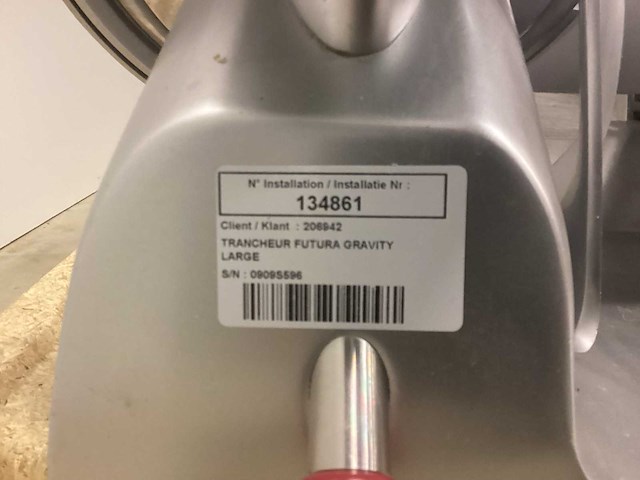 N° Installation / Installatie Nr :
134861
Client / Klant : 206942
TRANCHEUR FUTURA GRAVITY
LARGE
S/N : 0909S596